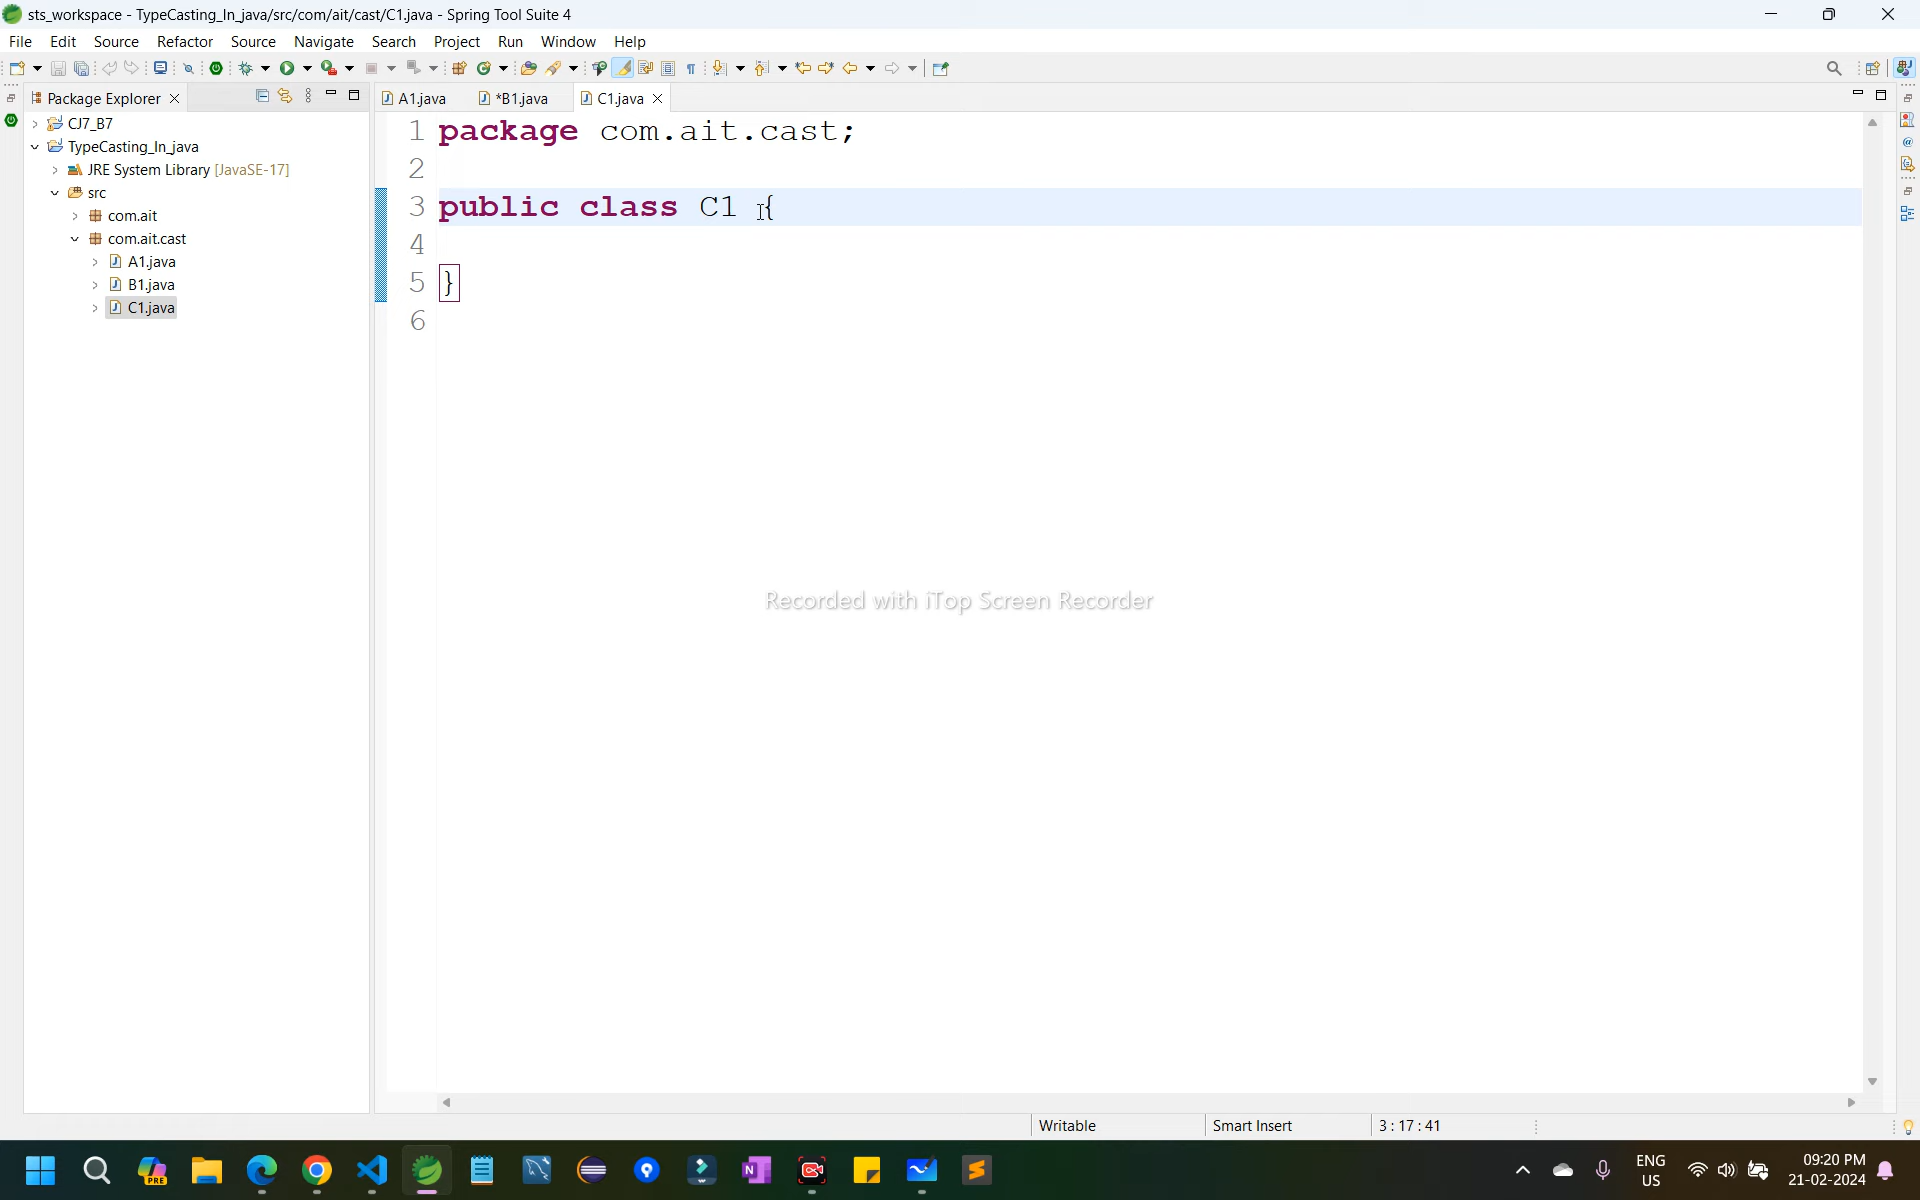 sts_workspace - TypeCasting_In_java/src/com/ait/cast/C1.java - Spring Tool Suite 4
File Edit Source Refactor Source Navigate Search Project Run Window Help
Package Explorer
A1.java *B1.java C1.java
CJ7_B7
TypeCasting_In_java
JRE System Library [JavaSE-17]
src
com.ait
com.ait.cast
A1.java
B1.java
C1.java
1 package com.ait.cast;
2
3 public class C1 {
4
5 }
6
Recorded with iTop Screen Recorder
Writable Smart Insert 3 : 17 : 41
PRE
ENG
US
09:20 PM
21-02-2024